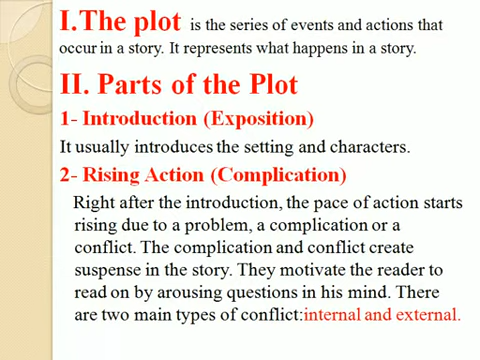 I.The plot is the series of events and actions that
occur in a story. It represents what happens in a story.
II. Parts of the Plot
1- Introduction (Exposition)
It usually introduces the setting and characters.
2- Rising Action (Complication)
Right after the introduction, the pace of action starts
rising due to a problem, a complication or a
conflict. The complication and conflict create
suspense in the story. They motivate the reader to
read on by arousing questions in his mind. There
are two main types of conflict:internal and external.